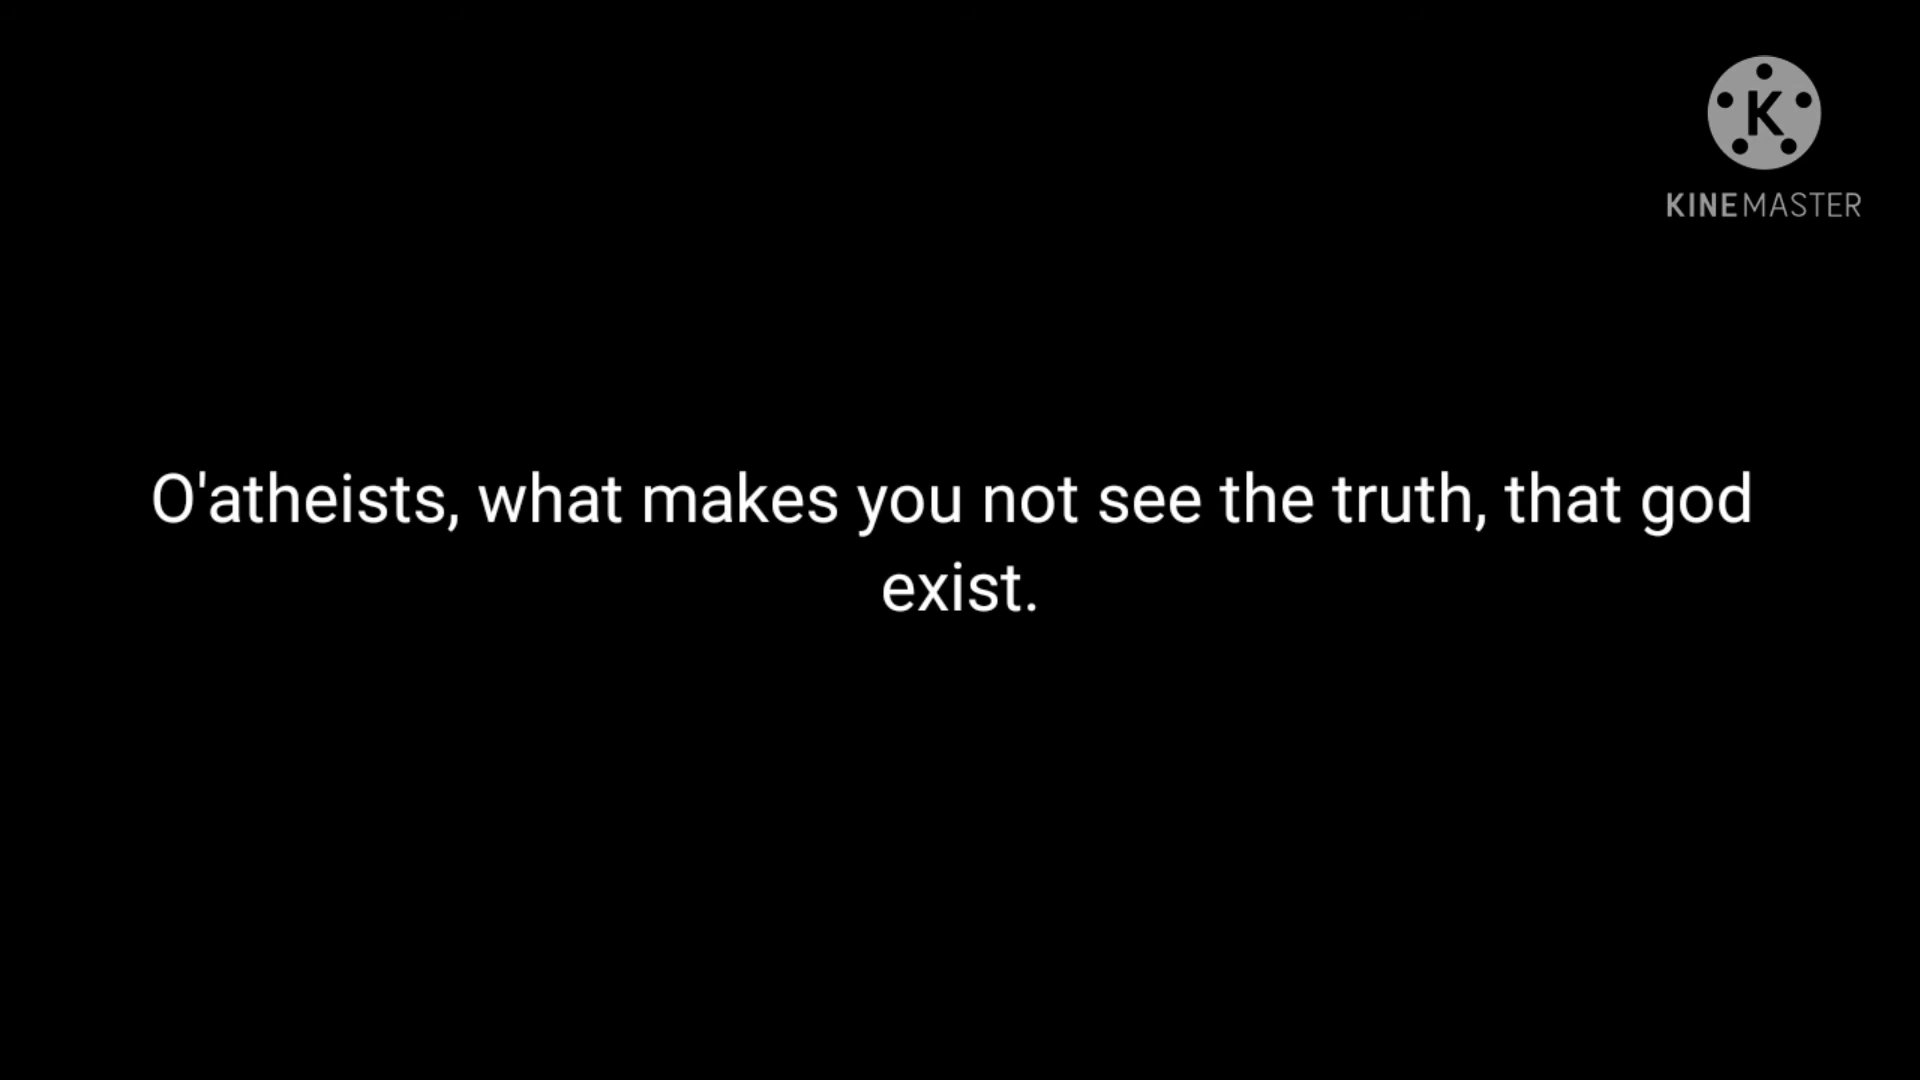 K
KINEMASTER
O'atheists, what makes you not see the truth, that god
exist.